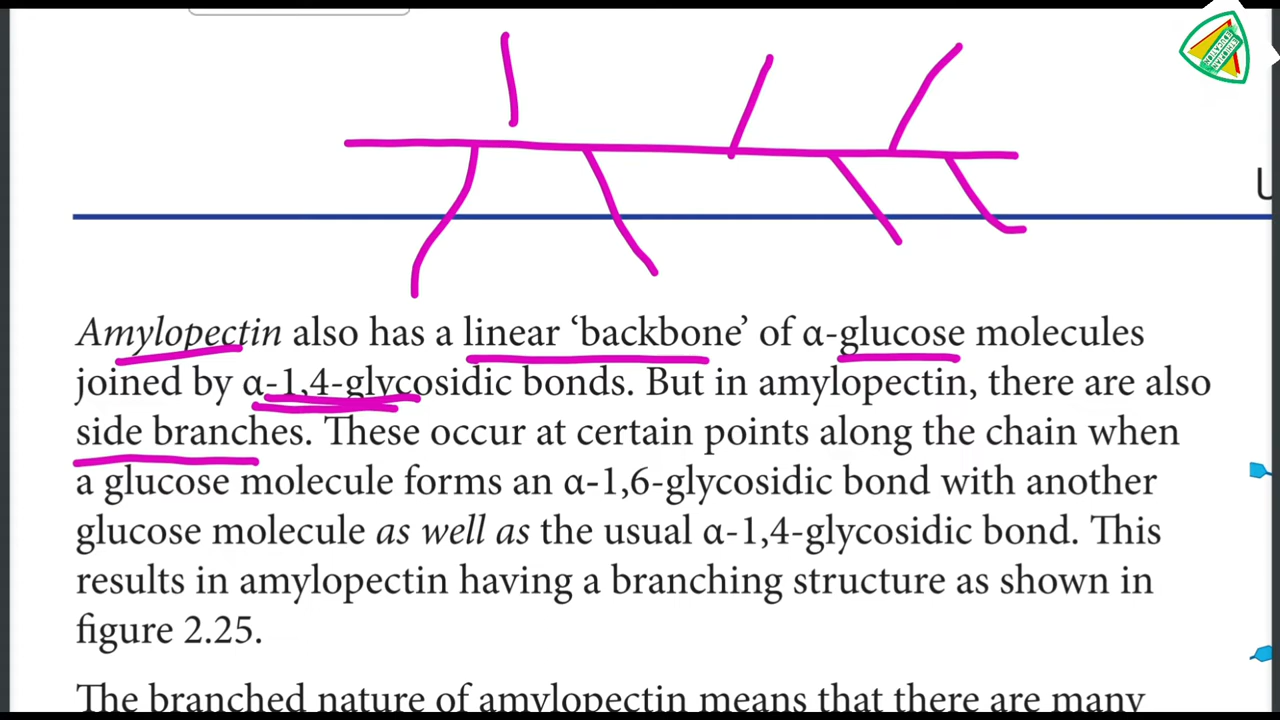 Amylopectin also has a linear ‘backbone’ of α-glucose molecules
joined by α-1,4-glycosidic bonds. But in amylopectin, there are also
side branches. These occur at certain points along the chain when
a glucose molecule forms an α-1,6-glycosidic bond with another
glucose molecule as well as the usual α-1,4-glycosidic bond. This
results in amylopectin having a branching structure as shown in
figure 2.25.
The branched nature of amylopectin means that there are many